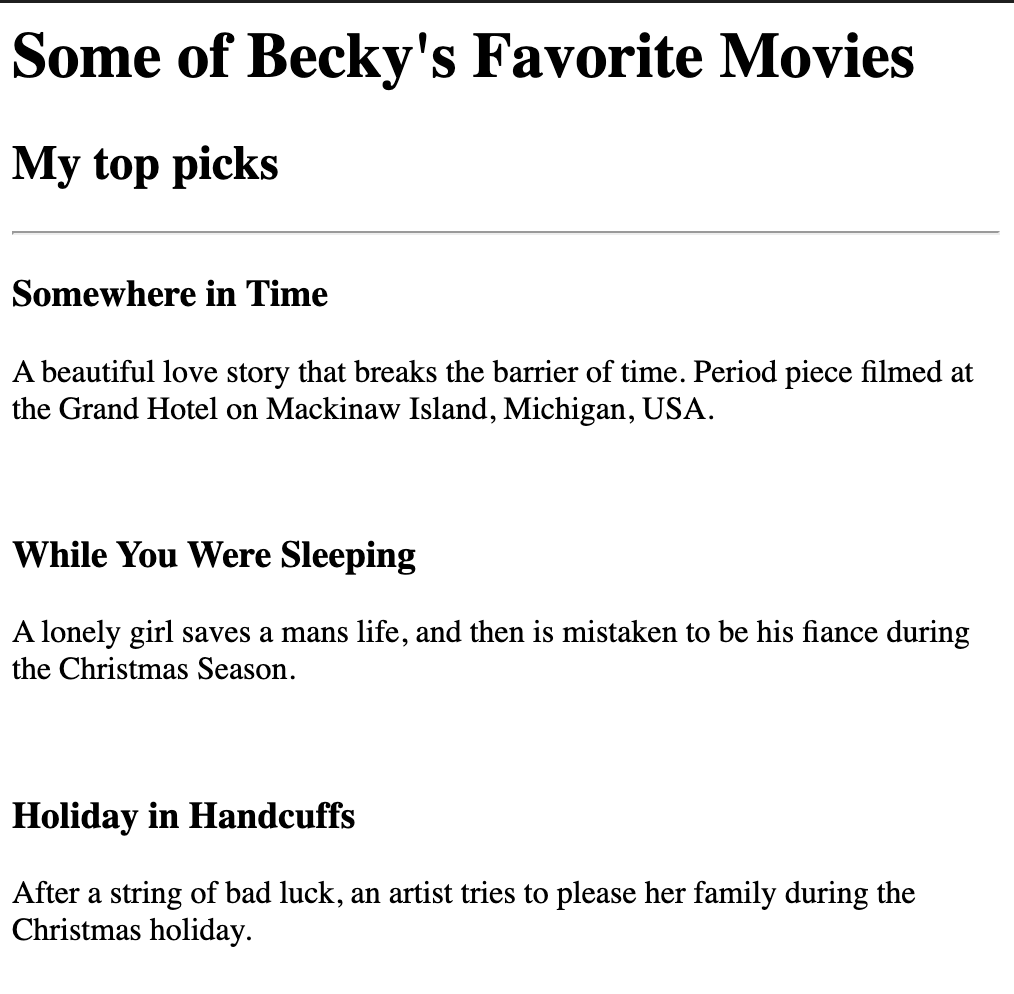 Some of Becky's Favorite Movies
My top picks
Somewhere in Time
A beautiful love story that breaks the barrier of time. Period piece filmed at
the Grand Hotel on Mackinaw Island, Michigan, USA.
While You Were Sleeping
A lonely girl saves a mans life, and then is mistaken to be his fiance during
the Christmas Season.
Holiday in Handcuffs
After a string of bad luck, an artist tries to please her family during the
Christmas holiday.